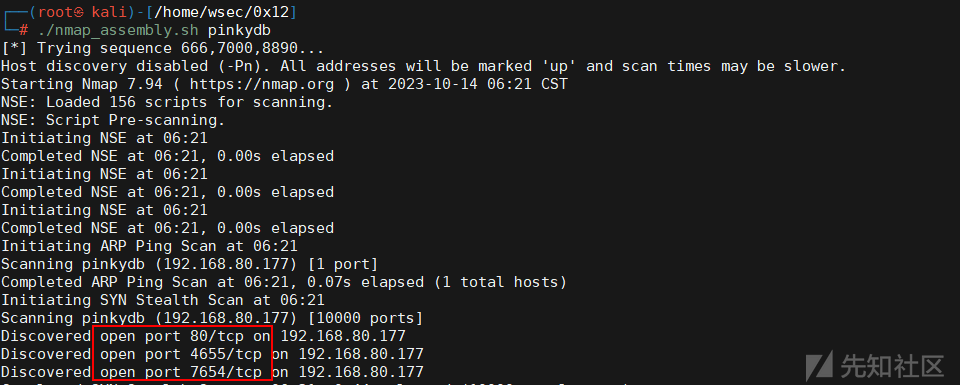 ┌──(root㉿ kali)-[/home/wsec/0x12]
└─# ./nmap_assembly.sh pinkydb
[*] Trying sequence 666,7000,8890...
Host discovery disabled (-Pn). All addresses will be marked 'up' and scan times may be slower.
Starting Nmap 7.94 ( https://nmap.org ) at 2023-10-14 06:21 CST
NSE: Loaded 156 scripts for scanning.
NSE: Script Pre-scanning.
Initiating NSE at 06:21
Completed NSE at 06:21, 0.00s elapsed
Initiating NSE at 06:21
Completed NSE at 06:21, 0.00s elapsed
Initiating NSE at 06:21
Completed NSE at 06:21, 0.00s elapsed
Initiating ARP Ping Scan at 06:21
Scanning pinkydb (192.168.80.177) [1 port]
Completed ARP Ping Scan at 06:21, 0.07s elapsed (1 total hosts)
Initiating SYN Stealth Scan at 06:21
Scanning pinkydb (192.168.80.177) [10000 ports]
Discovered open port 80/tcp on 192.168.80.177
Discovered open port 4655/tcp on 192.168.80.177
Discovered open port 7654/tcp on 192.168.80.177
先知社区